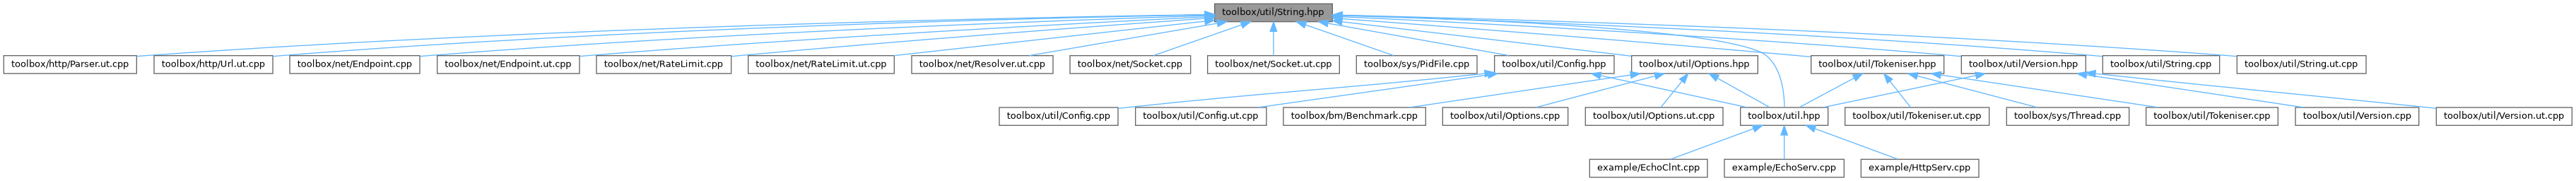 toolbox/util/String.hpp
toolbox/http/Parser.ut.cpp
toolbox/http/Url.ut.cpp
toolbox/net/Endpoint.cpp
toolbox/net/Endpoint.ut.cpp
toolbox/net/RateLimit.cpp
toolbox/net/RateLimit.ut.cpp
toolbox/net/Resolver.ut.cpp
toolbox/net/Socket.cpp
toolbox/net/Socket.ut.cpp
toolbox/sys/PidFile.cpp
toolbox/util/Config.hpp
toolbox/util/Options.hpp
toolbox/util/Tokeniser.hpp
toolbox/util/Version.hpp
toolbox/util/String.cpp
toolbox/util/String.ut.cpp
toolbox/util/Config.cpp
toolbox/util/Config.ut.cpp
toolbox/bm/Benchmark.cpp
toolbox/util/Options.cpp
toolbox/util/Options.ut.cpp
toolbox/util.hpp
toolbox/util/Tokeniser.ut.cpp
toolbox/sys/Thread.cpp
toolbox/util/Tokeniser.cpp
toolbox/util/Version.cpp
toolbox/util/Version.ut.cpp
example/EchoClnt.cpp
example/EchoServ.cpp
example/HttpServ.cpp